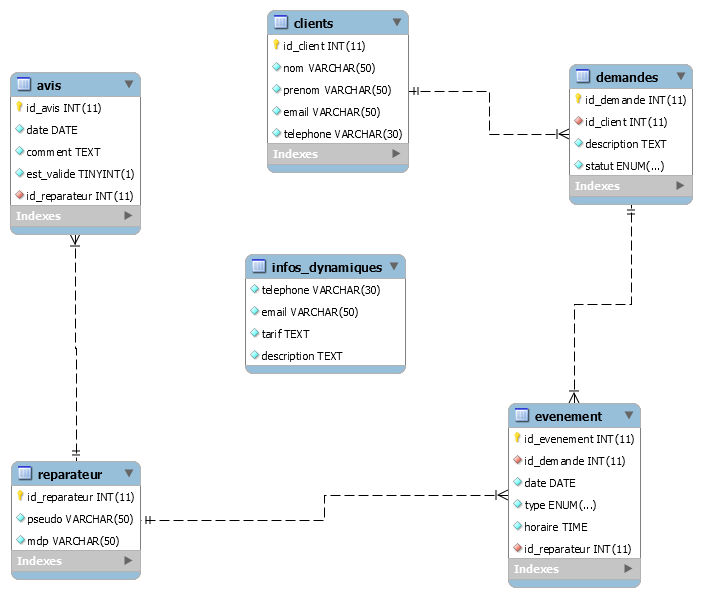 clients
id_client INT(11)
nom VARCHAR(50)
prenom VARCHAR(50)
email VARCHAR(50)
telephone VARCHAR(30)
Indexes
demandes
id_demande INT(11)
id_client INT(11)
description TEXT
statut ENUM(...)
Indexes
avis
id_avis INT(11)
date DATE
comment TEXT
est_valide TINYINT(1)
id_reparateur INT(11)
Indexes
infos_dynamiques
telephone VARCHAR(30)
email VARCHAR(50)
tarif TEXT
description TEXT
reparateur
id_reparateur INT(11)
pseudo VARCHAR(50)
mdp VARCHAR(50)
Indexes
evenement
id_evenement INT(11)
id_demande INT(11)
date DATE
type ENUM(...)
horaire TIME
id_reparateur INT(11)
Indexes